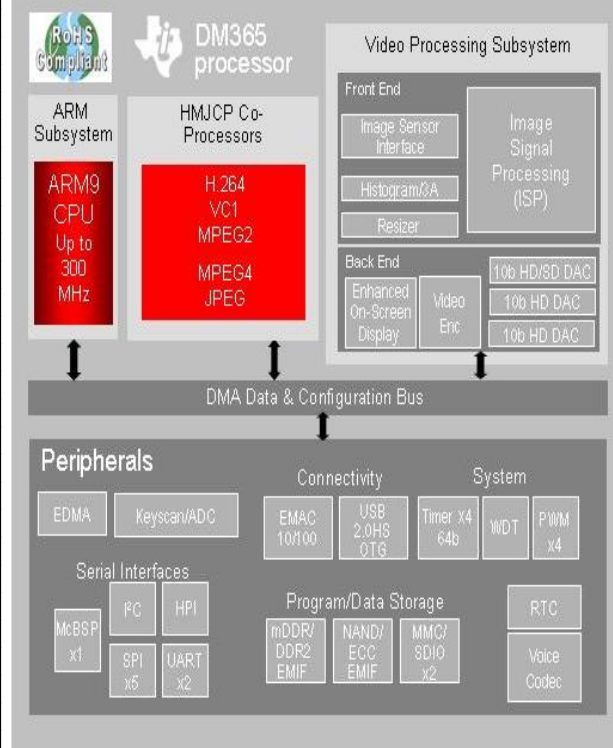 RoHS
Compliant
DM365
processor
ARM
Subsystem
ARM9
CPU
Up to
300
MHz
HMJCP Co-
Processors
H.264
VC1
MPEG2
MPEG4
JPEG
Video Processing Subsystem
Front End
Image Sensor
Interface
Histogram/3A
Resizer
Image
Signal
Processing
(ISP)
Back End
Enhanced
On-Screen
Display
Video
Enc
10b HD/SD DAC
10b HD DAC
10b HD DAC
DMA Data & Configuration Bus
Peripherals
EDMA
Keyscan/ADC
Connectivity
EMAC
10/100
USB
2.0HS
OTG
System
Timer X4
64b
WDT
PWM
x4
Serial Interfaces
McBSP
x1
I²C
HPI
SPI
x5
UART
x2
Program/Data Storage
mDDR/
DDR2
EMIF
NAND/
ECC
EMIF
MMC/
SDIO
x2
RTC
Voice
Codec